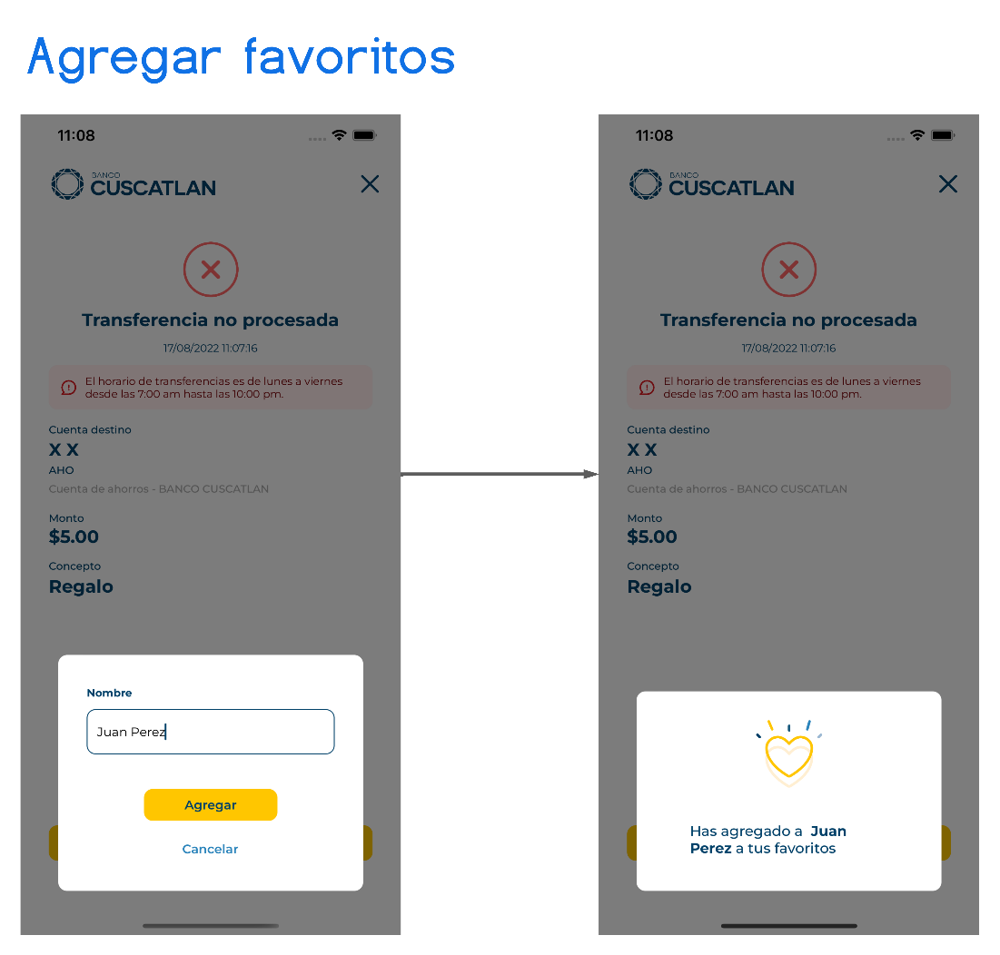 Agregar favoritos
11:08
BANCO
CUSCATLAN
Transferencia no procesada
17/08/2022 11:07:16
El horario de transferencias es de lunes a viernes
desde las 7:00 am hasta las 10:00 pm.
Cuenta destino
X X
AHO
Cuenta de ahorros - BANCO CUSCATLAN
Monto
$5.00
Concepto
Regalo
Nombre
Juan Perez
Agregar
Cancelar
11:08
BANCO
CUSCATLAN
Transferencia no procesada
17/08/2022 11:07:16
El horario de transferencias es de lunes a viernes
desde las 7:00 am hasta las 10:00 pm.
Cuenta destino
X X
AHO
Cuenta de ahorros - BANCO CUSCATLAN
Monto
$5.00
Concepto
Regalo
Has agregado a Juan
Perez a tus favoritos